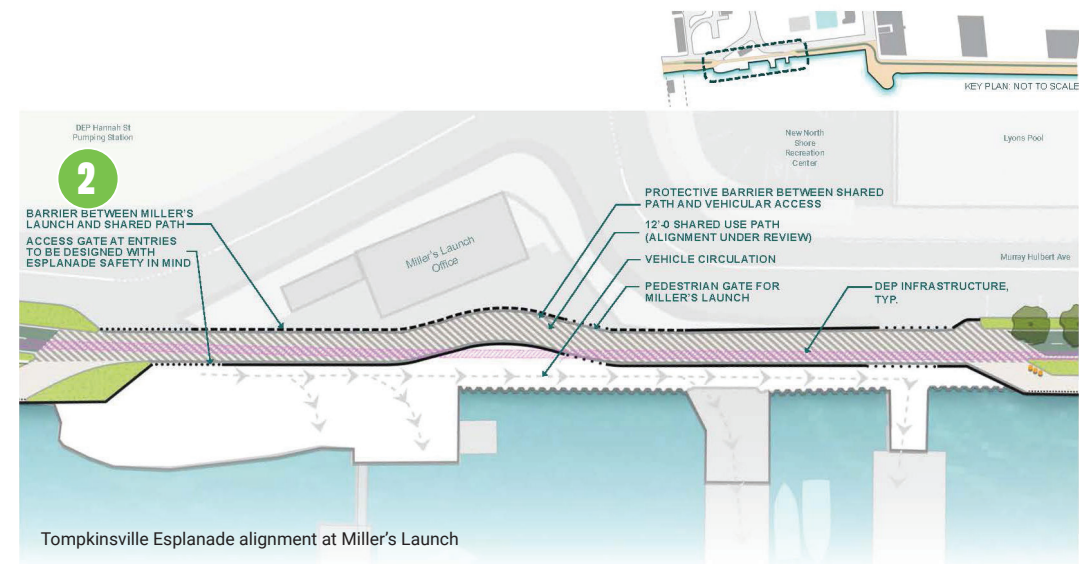 KEY PLAN: NOT TO SCALE
DEP Hannah St
Pumping Station
New North
Shore
Recreation
Center
Lyons Pool
2
BARRIER BETWEEN MILLER'S
LAUNCH AND SHARED PATH
ACCESS GATE AT ENTRIES
TO BE DESIGNED WITH
ESPLANADE SAFETY IN MIND
Miller's Launch
Office
PROTECTIVE BARRIER BETWEEN SHARED
PATH AND VEHICULAR ACCESS
12'-0 SHARED USE PATH
(ALIGNMENT UNDER REVIEW)
VEHICLE CIRCULATION
PEDESTRIAN GATE FOR
MILLER'S LAUNCH
Murray Hulbert Ave
DEP INFRASTRUCTURE,
TYP.
Tompkinsville Esplanade alignment at Miller's Launch